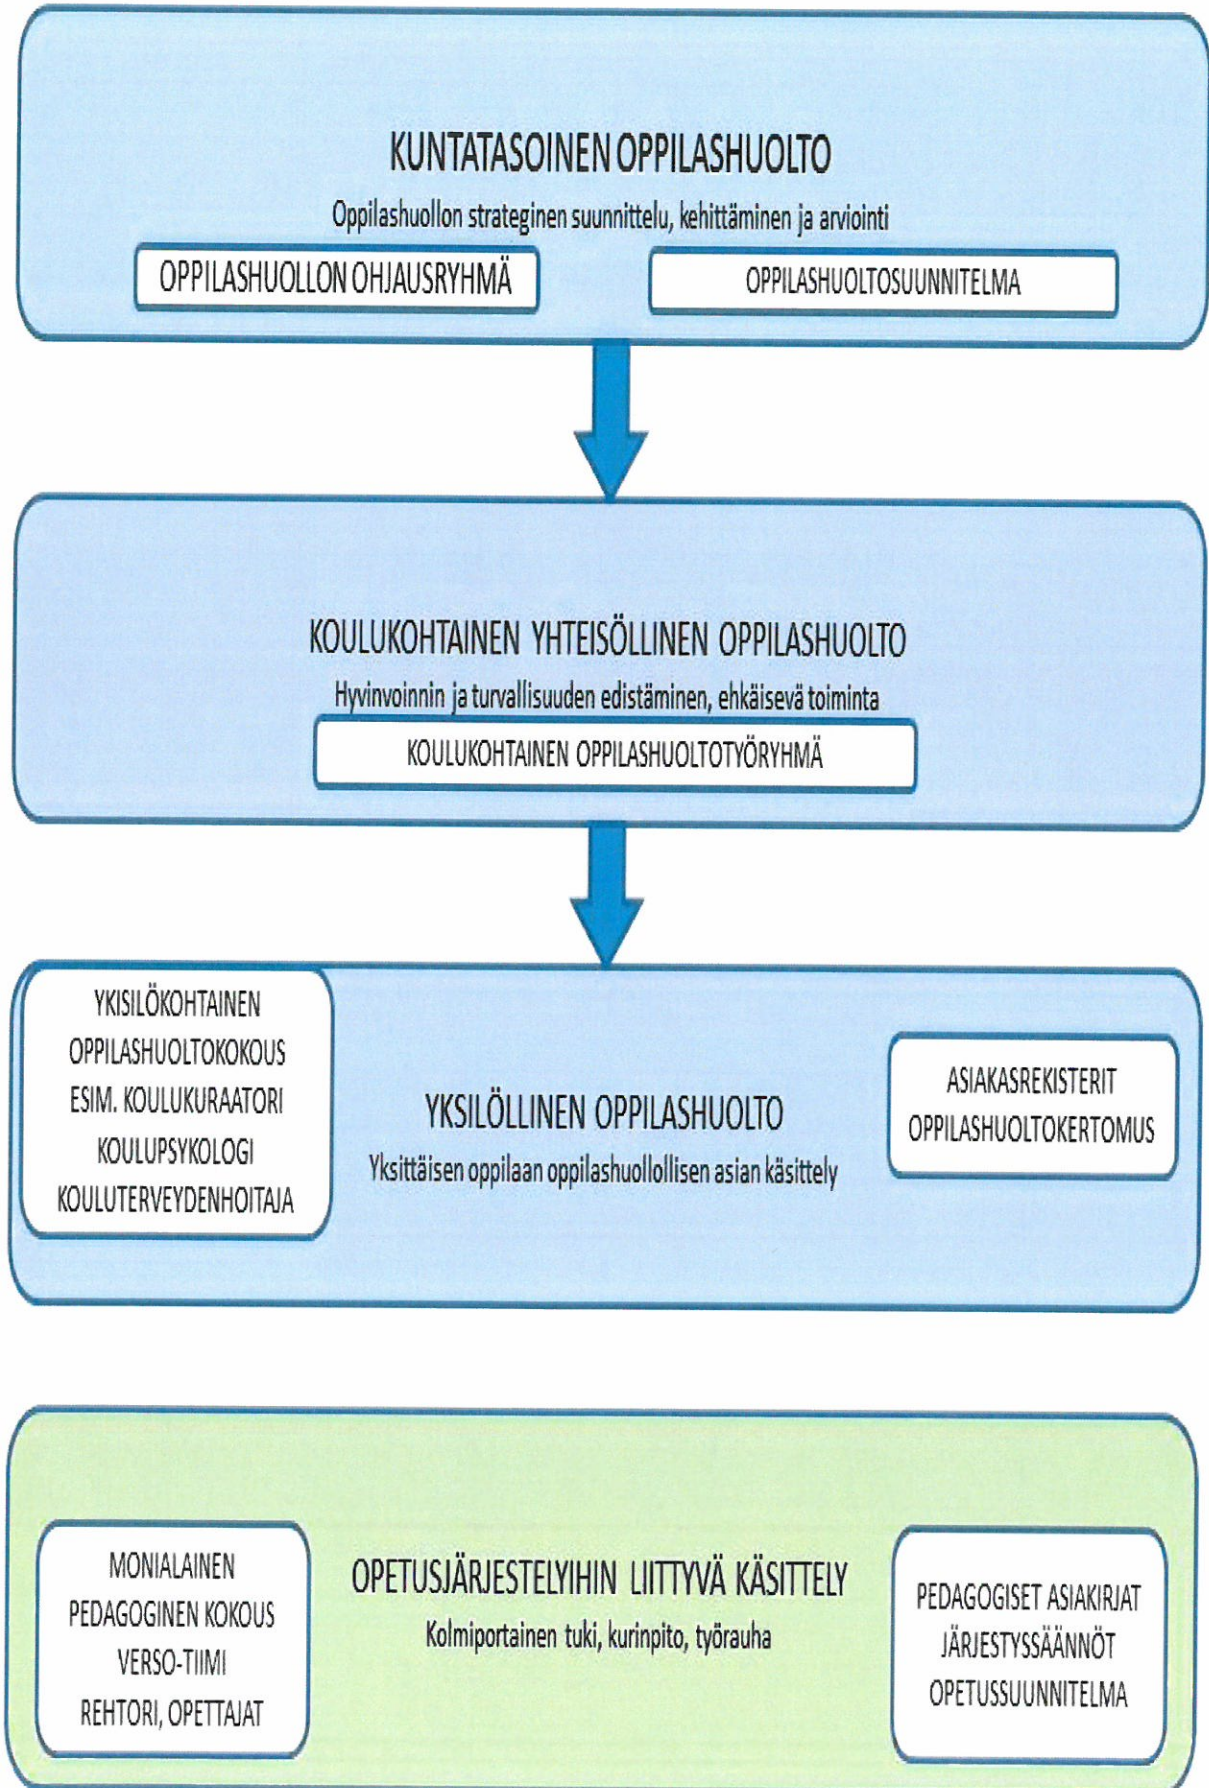 KUNTATASOINEN OPPILASHUOLTO
Oppilashuollon strateginen suunnittelu, kehittäminen ja arviointi
OPPILASHUOLLON OHJAUSRYHMÄ
OPPILASHUOLTOSUUNNITELMA
KOULUKOHTAINEN YHTEISÖLLINEN OPPILASHUOLTO
Hyvinvoinnin ja turvallisuuden edistäminen, ehkäisevä toiminta
KOULUKOHTAINEN OPPILASHUOLTOTYÖRYHMÄ
YKISILÖKOHTAINEN
OPPILASHUOLTOKOKOUS
ESIM. KOULUKURAATORI
KOULUPSYKOLOGI
KOULUTERVEYDENHOITAJA
YKSILÖLLINEN OPPILASHUOLTO
Yksittäisen oppilaan oppilashuollollisen asian käsittely
ASIAKASREKISTERIT
OPPILASHUOLTOKERTOMUS
MONIALAINEN
PEDAGOGINEN KOKOUS
VERSO-TIIMI
REHTORI, OPETTAJAT
OPETUSJÄRJESTELYIHIN LIITTYVÄ KÄSITTELY
Kolmiportainen tuki, kurinpito, työrauha
PEDAGOGISET ASIAKIRJAT
JÄRJESTYSSÄÄNNÖT
OPETUSSUUNNITELMA